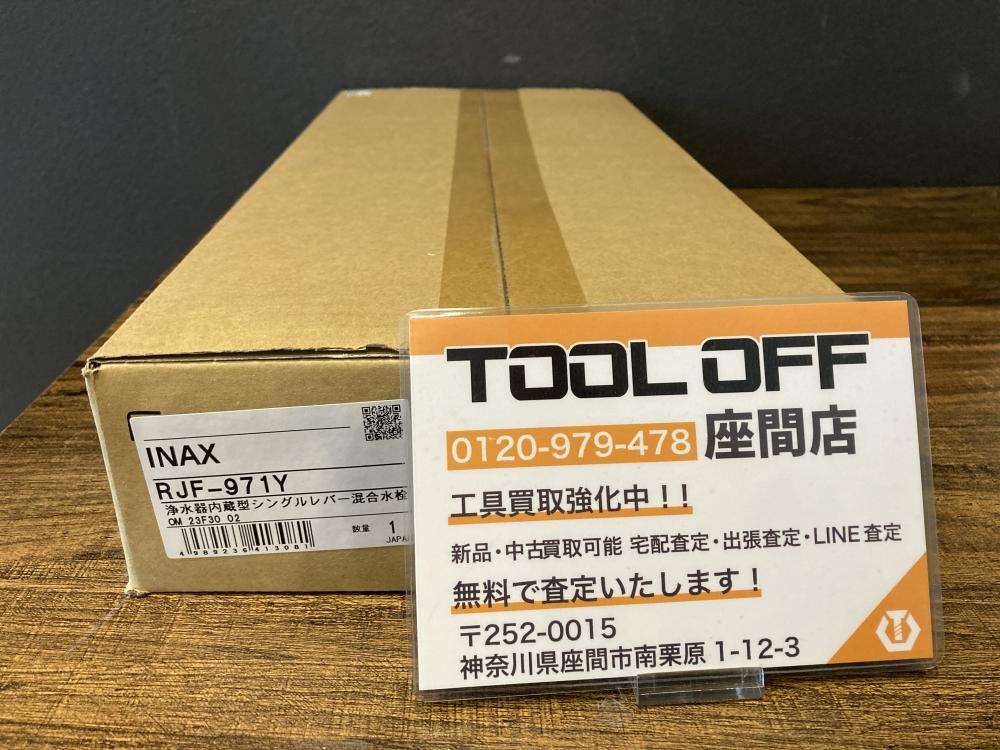 INAX
RJF-971Y
浄水器内蔵型シングルレバー混合水栓
OM 23F30 02
数量 1
4989236413081
JAPA
TOOL OFF
0120-979-478 座間店
工具買取強化中！！
新品・中古買取可能 宅配査定・出張査定・LINE査定
無料で査定いたします！
〒252-0015
神奈川県座間市南栗原 1-12-3